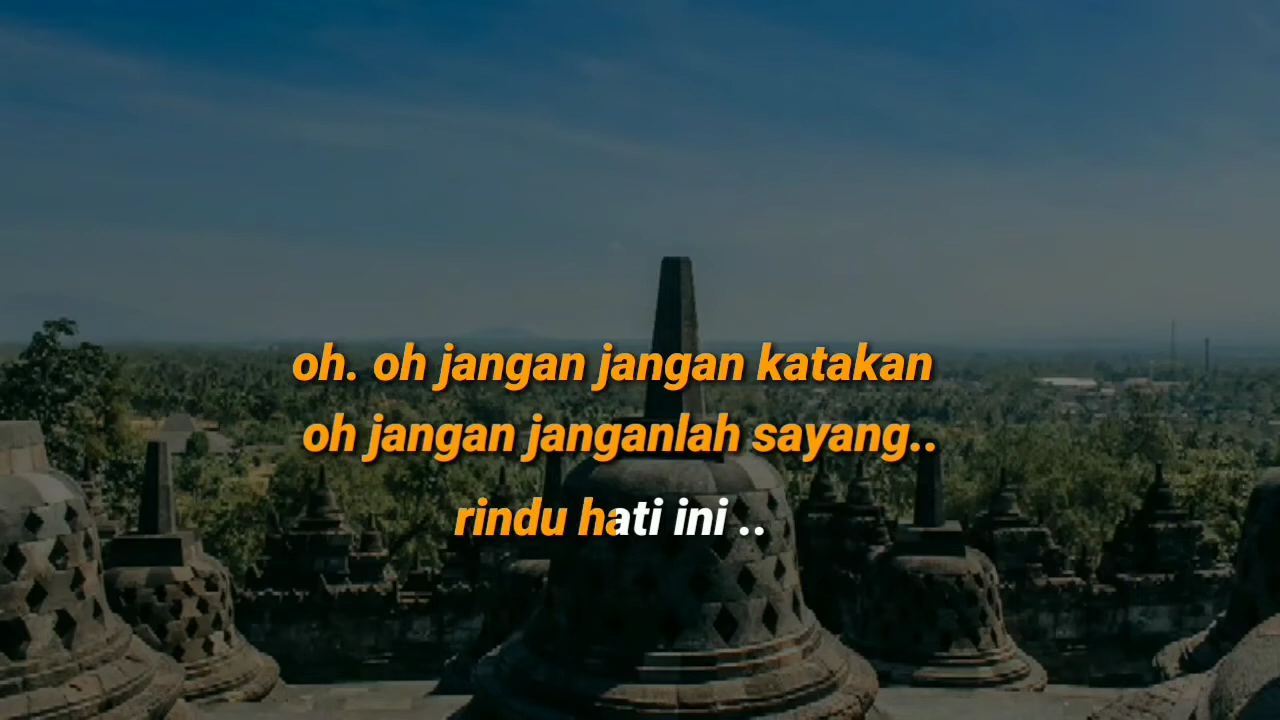 oh. oh jangan jangan katakan
oh jangan janganlah sayang..
rindu hati ini ..